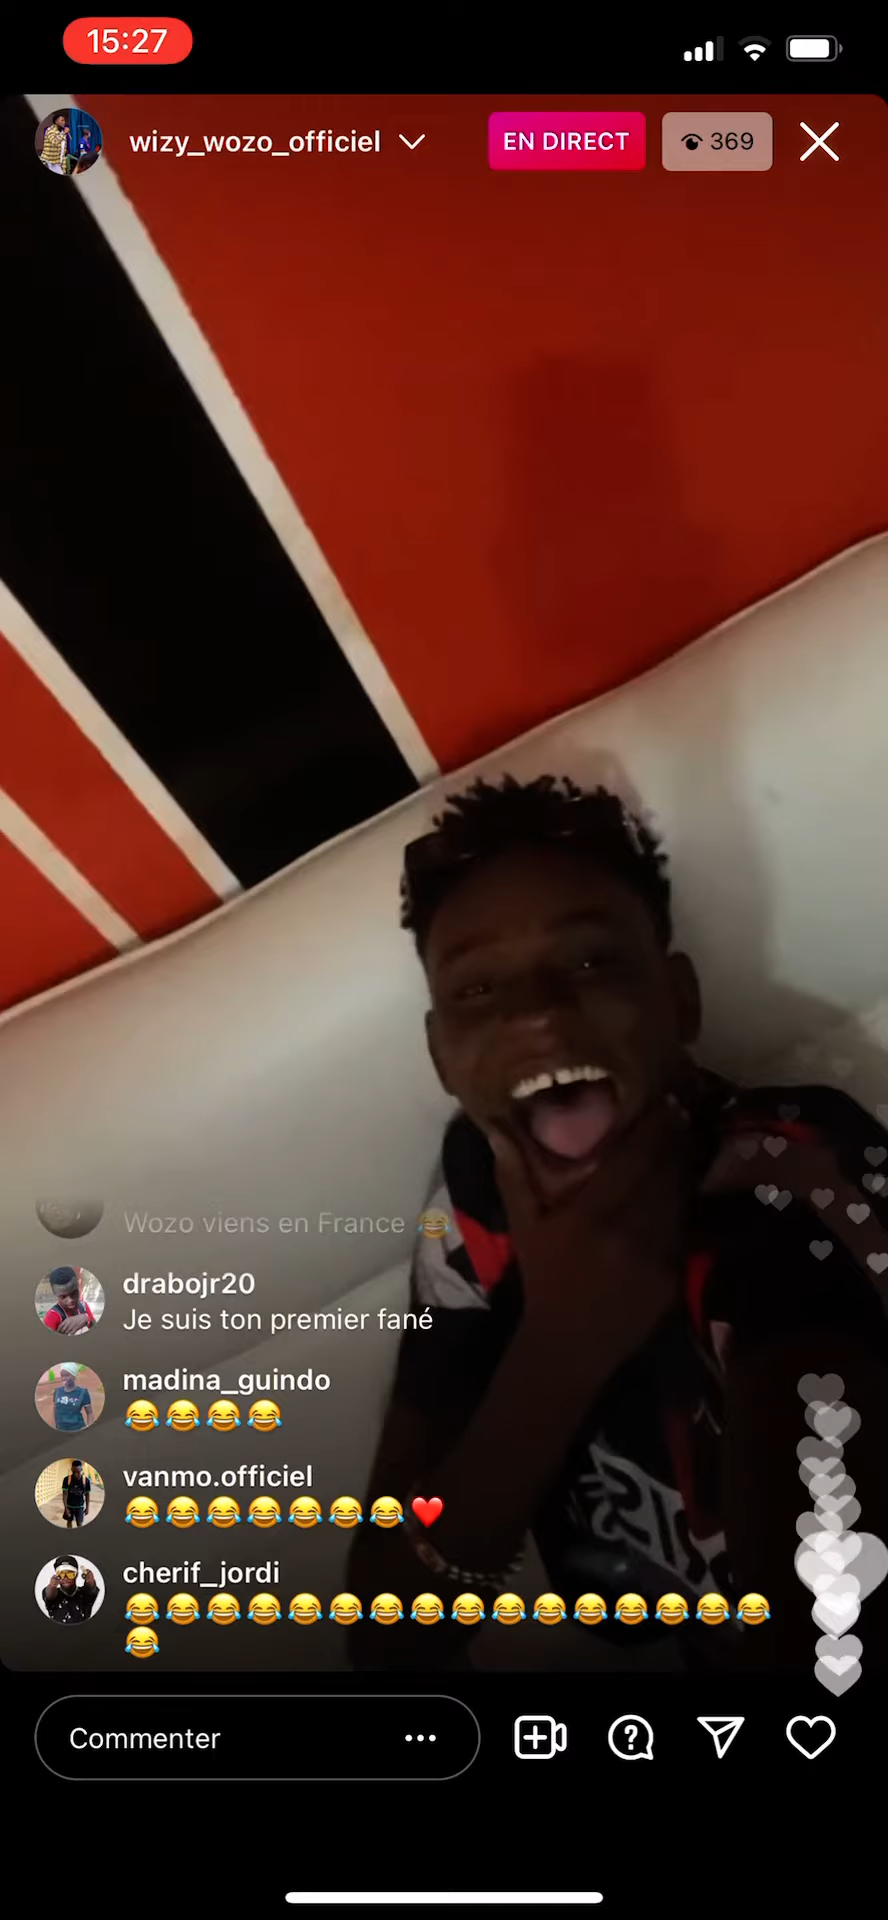 15:27
wizy_wozo_officiel
EN DIRECT
369
Wozo viens en France 😂
drabojr20
Je suis ton premier fané
madina_guindo
😂😂😂😂
vanmo.officiel
😂😂😂😂😂😂😂❤️
cherif_jordi
😂😂😂😂😂😂😂😂😂😂😂😂😂😂😂😂
😂
Commenter